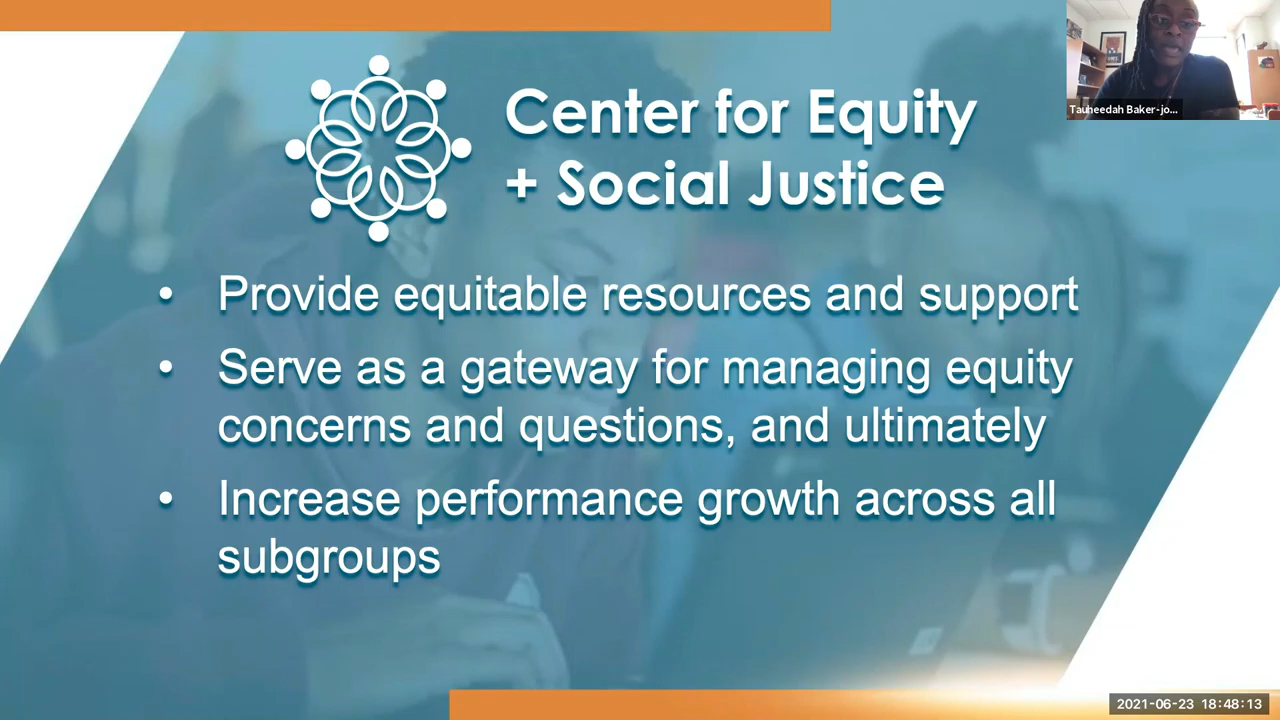 Center for Equity
+ Social Justice
Tauheedah Baker-jo...
• Provide equitable resources and support
• Serve as a gateway for managing equity
concerns and questions, and ultimately
• Increase performance growth across all
subgroups
2021-06-23 18:48:13